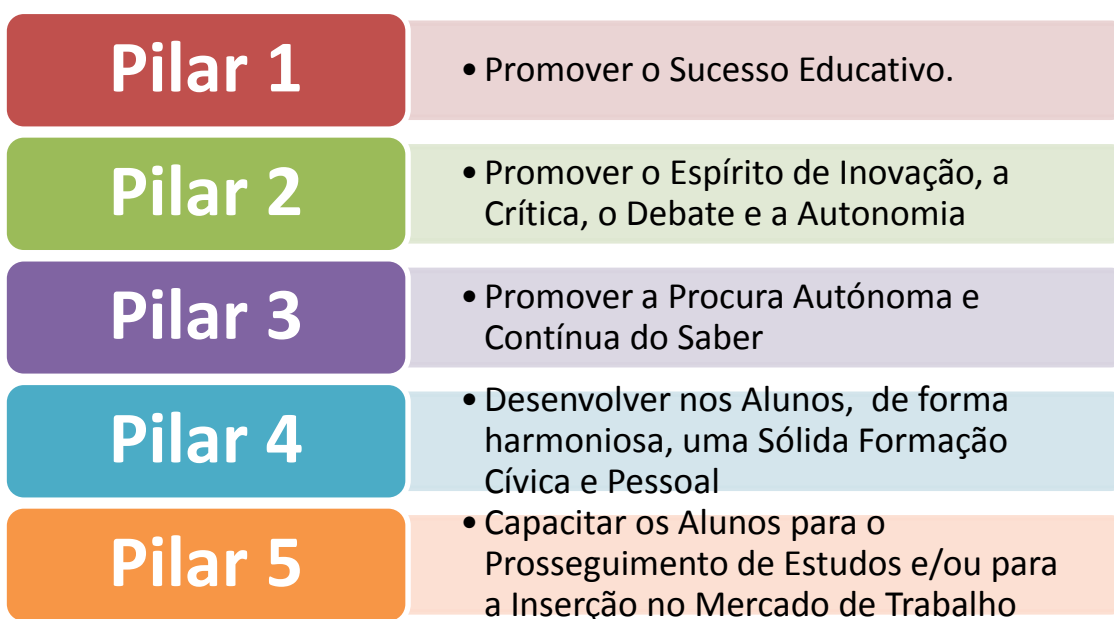 Pilar 1
• Promover o Sucesso Educativo.
Pilar 2
• Promover o Espírito de Inovação, a
Crítica, o Debate e a Autonomia
Pilar 3
• Promover a Procura Autónoma e
Contínua do Saber
Pilar 4
• Desenvolver nos Alunos,  de forma
harmoniosa, uma Sólida Formação
Cívica e Pessoal
Pilar 5
• Capacitar os Alunos para o
Prosseguimento de Estudos e/ou para
a Inserção no Mercado de Trabalho